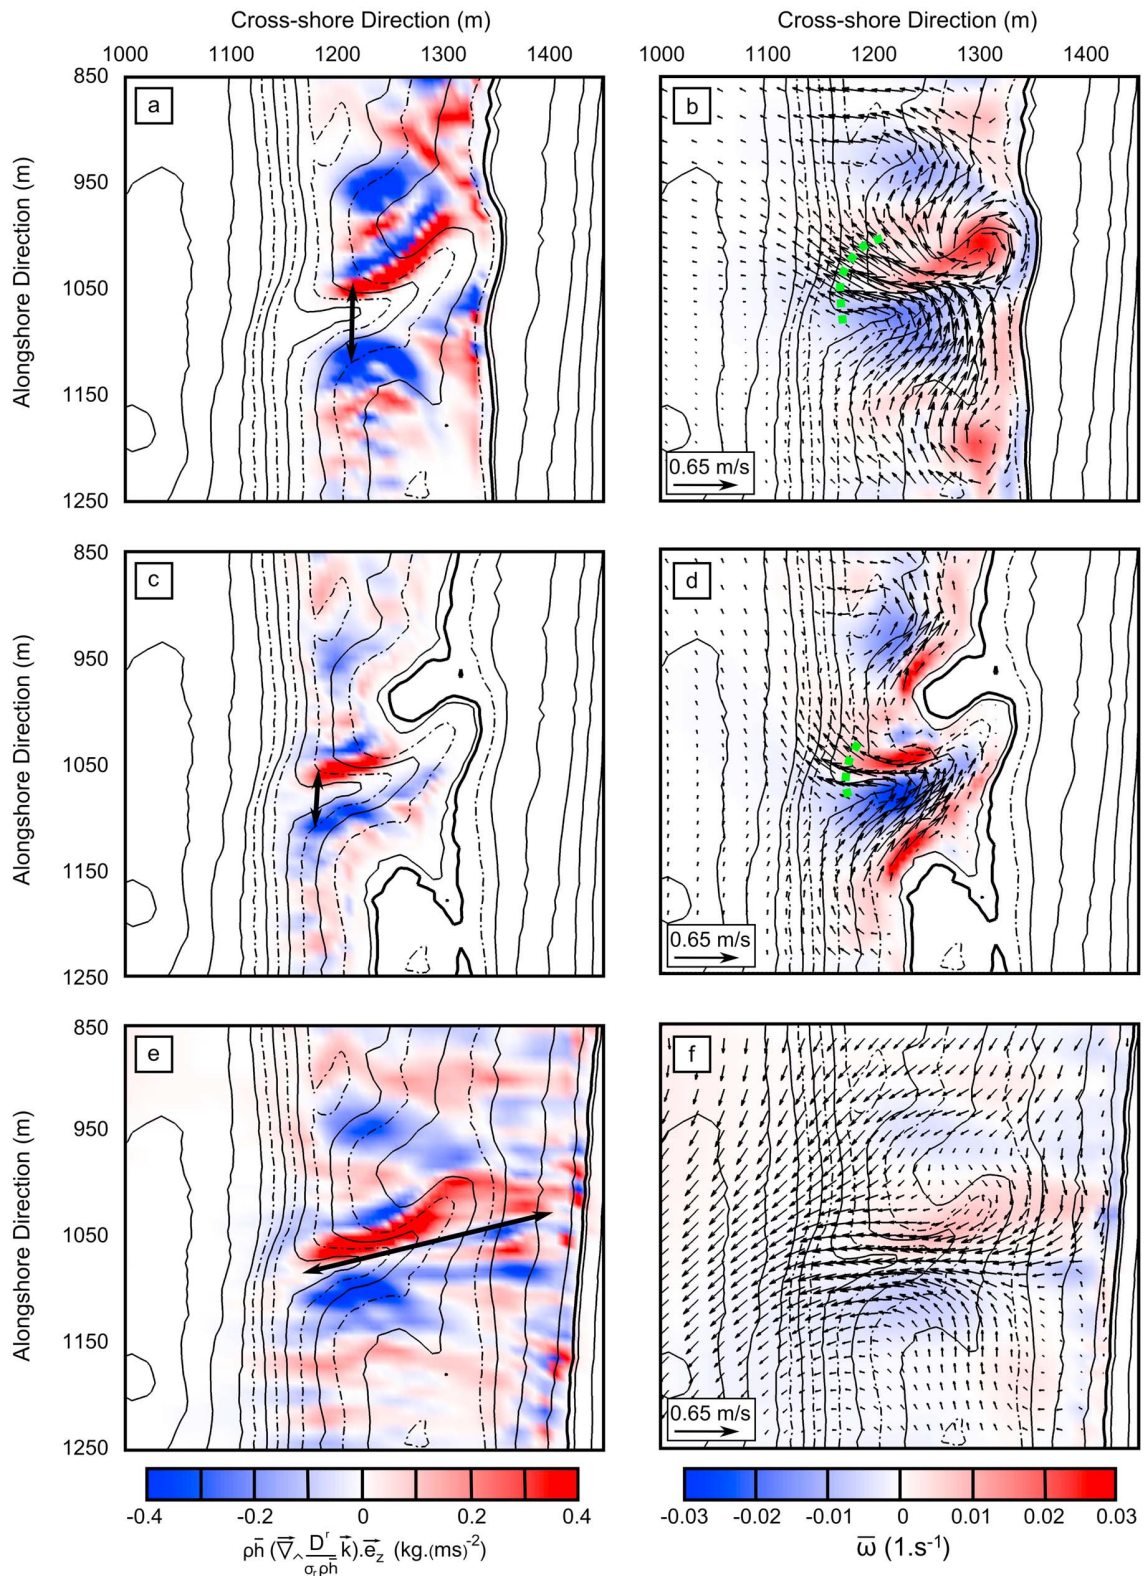 Cross-shore Direction (m)
Cross-shore Direction (m)
1000 1100 1200 1300 1400
1000 1100 1200 1300 1400
850
a
b
950
Alongshore Direction (m)
1050
1150
0.65 m/s
1250
850
c
d
950
Alongshore Direction (m)
1050
1150
0.65 m/s
1250
850
e
f
950
Alongshore Direction (m)
1050
1150
0.65 m/s
1250
-0.4 -0.2 0 0.2 0.4
-0.03 -0.02 -0.01 0 0.01 0.02 0.03
ρh̄ (∇⃗^ Dʳ/σᵣρh̄ k⃗).e⃗z (kg.(ms)⁻²)
ω̄ (1.s⁻¹)